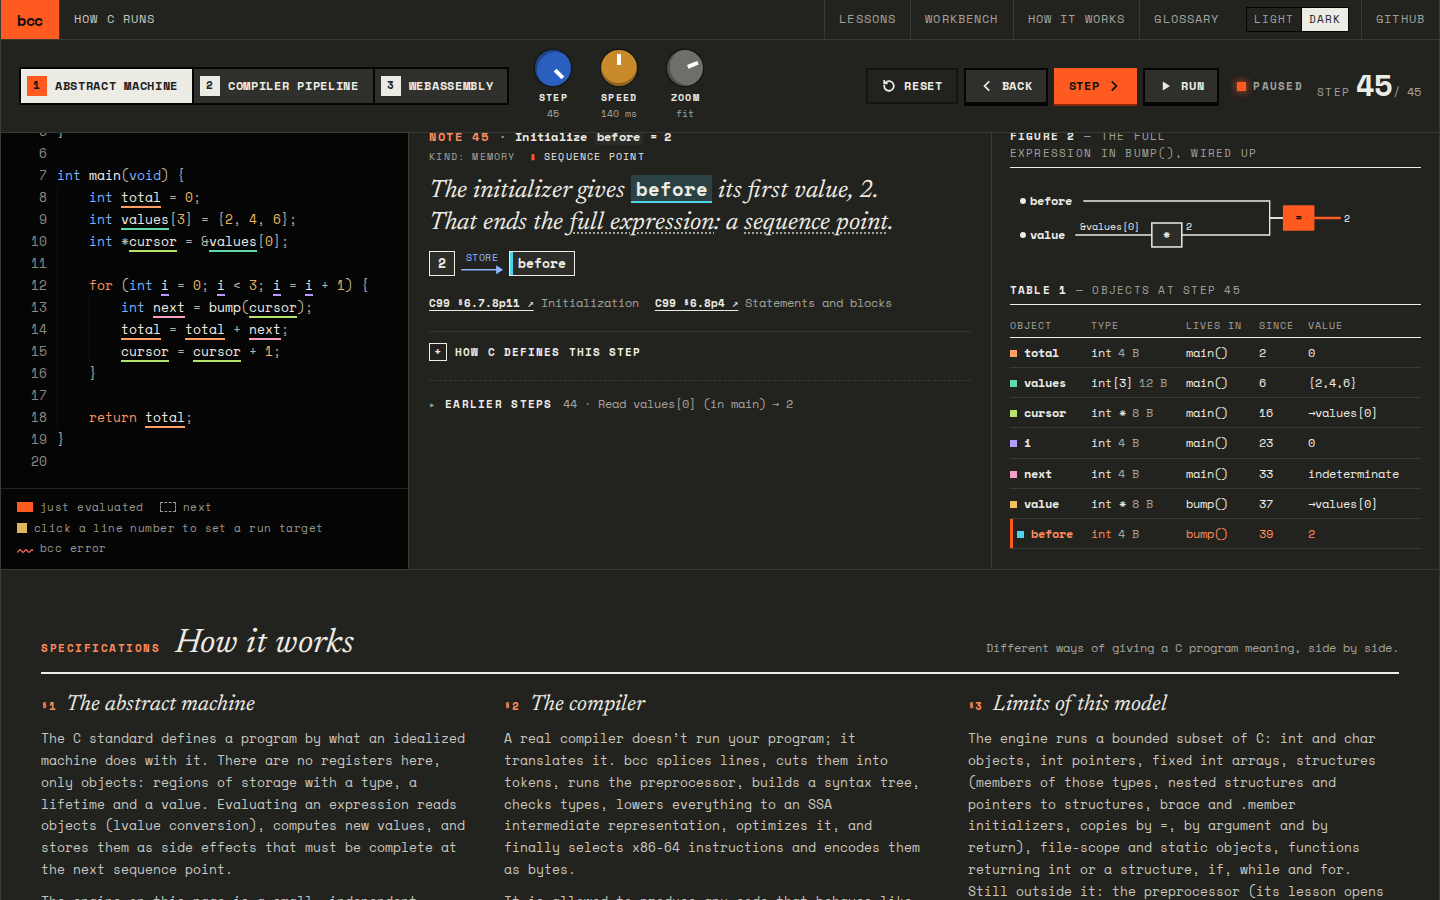 bcc HOW C RUNS LESSONS WORKBENCH HOW IT WORKS GLOSSARY LIGHT DARK GITHUB
1 ABSTRACT MACHINE 2 COMPILER PIPELINE 3 WEBASSEMBLY
STEP
45
SPEED
140 ms
ZOOM
fit
RESET BACK STEP RUN PAUSED STEP 45 / 45
6
7 int main(void) {
8 int total = 0;
9 int values[3] = {2, 4, 6};
10 int *cursor = &values[0];
11
12 for (int i = 0; i < 3; i = i + 1) {
13 int next = bump(cursor);
14 total = total + next;
15 cursor = cursor + 1;
16 }
17
18 return total;
19 }
20
just evaluated next
click a line number to set a run target
bcc error
NOTE 45 · Initialize before = 2
KIND: MEMORY SEQUENCE POINT
The initializer gives before its first value, 2.
That ends the full expression: a sequence point.
2 STORE before
C99 §6.7.8p11 ↗ Initialization C99 §6.8p4 ↗ Statements and blocks
+ HOW C DEFINES THIS STEP
▸ EARLIER STEPS 44 · Read values[0] (in main) → 2
FIGURE 2 — THE FULL
EXPRESSION IN BUMP(), WIRED UP
before
value &values[0] * 2 = 2
TABLE 1 — OBJECTS AT STEP 45
OBJECT TYPE LIVES IN SINCE VALUE
total int 4 B main() 2 0
values int[3] 12 B main() 6 {2,4,6}
cursor int * 8 B main() 16 →values[0]
i int 4 B main() 23 0
next int 4 B main() 33 indeterminate
value int * 8 B bump() 37 →values[0]
before int 4 B bump() 39 2
SPECIFICATIONS How it works
Different ways of giving a C program meaning, side by side.
§1 The abstract machine
The C standard defines a program by what an idealized
machine does with it. There are no registers here,
only objects: regions of storage with a type, a
lifetime and a value. Evaluating an expression reads
objects (lvalue conversion), computes new values, and
stores them as side effects that must be complete at
the next sequence point.
§2 The compiler
A real compiler doesn't run your program; it
translates it. bcc splices lines, cuts them into
tokens, runs the preprocessor, builds a syntax tree,
checks types, lowers everything to an SSA
intermediate representation, optimizes it, and
finally selects x86-64 instructions and encodes them
as bytes.
§3 Limits of this model
The engine runs a bounded subset of C: int and char
objects, int pointers, fixed int arrays, structures
(members of those types, nested structures and
pointers to structures, brace and .member
initializers, copies by =, by argument and by
return), file-scope and static objects, functions
returning int or a structure, if, while and for.
Still outside it: the preprocessor (its lesson opens